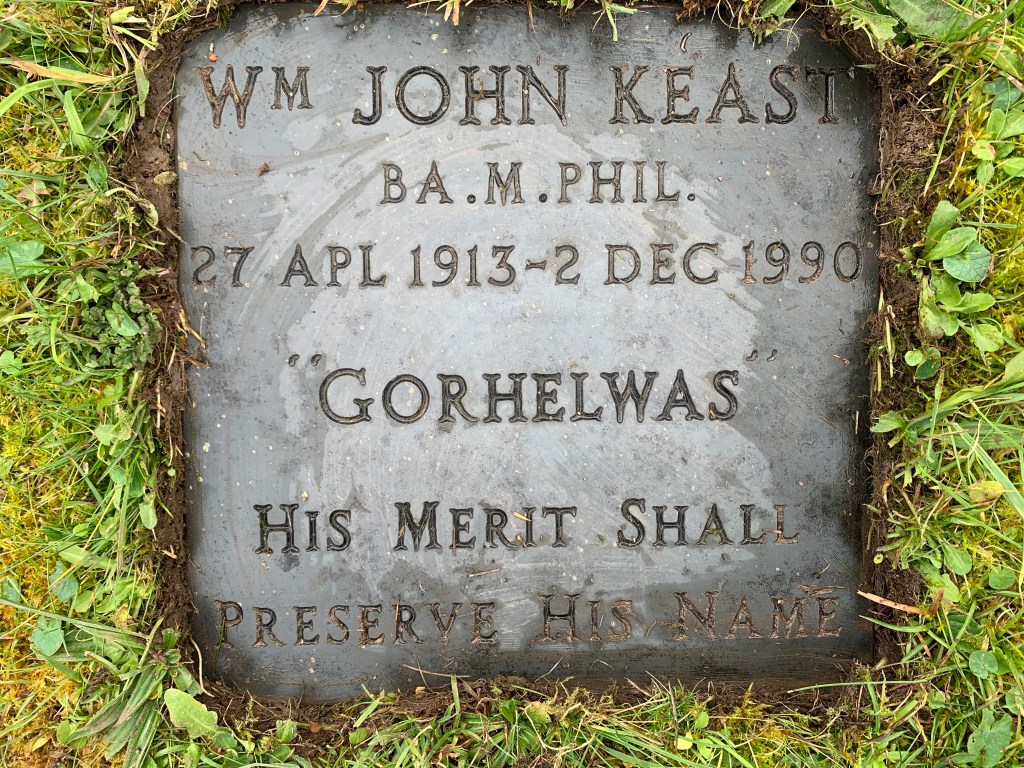 WM JOHN KEAST
BA.M.PHIL.
27 APL 1913-2 DEC 1990
"GORHELWAS"
HIS MERIT SHALL
PRESERVE HIS NAME